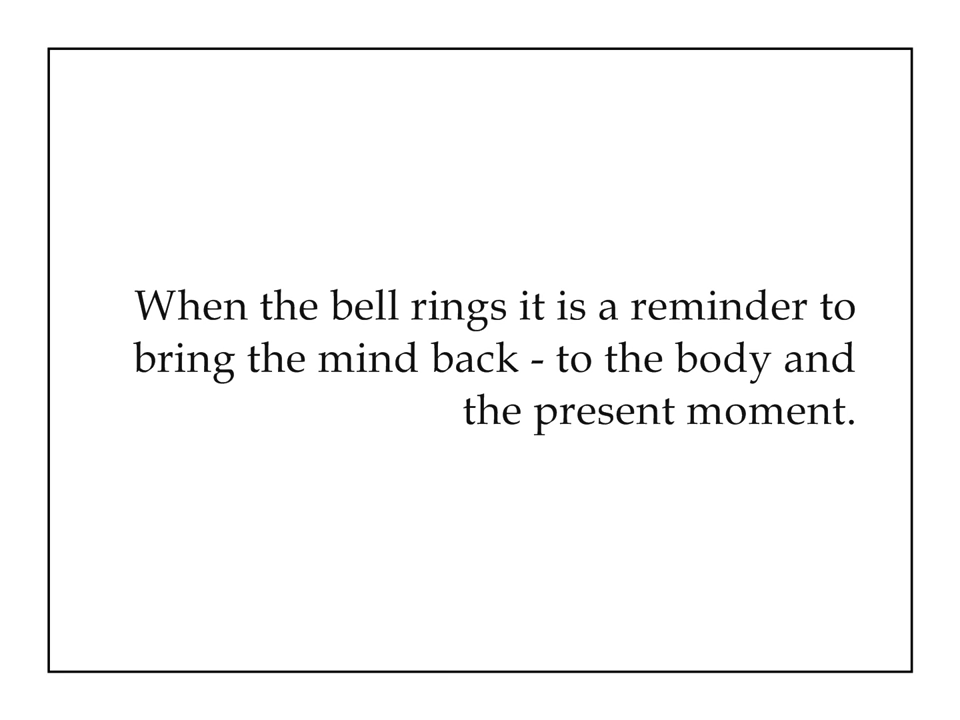 When the bell rings it is a reminder to
bring the mind back - to the body and
the present moment.